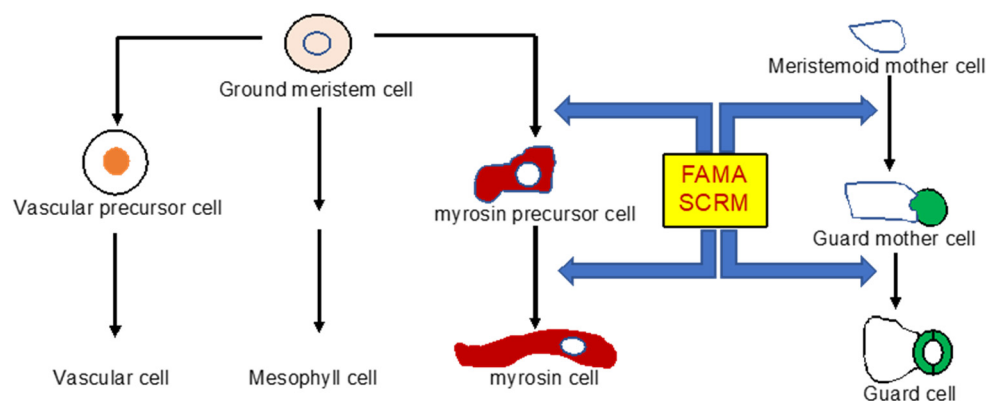 Ground meristem cell
Meristemoid mother cell
FAMA
SCRM
Vascular precursor cell
myrosin precursor cell
Guard mother cell
Vascular cell
Mesophyll cell
myrosin cell
Guard cell